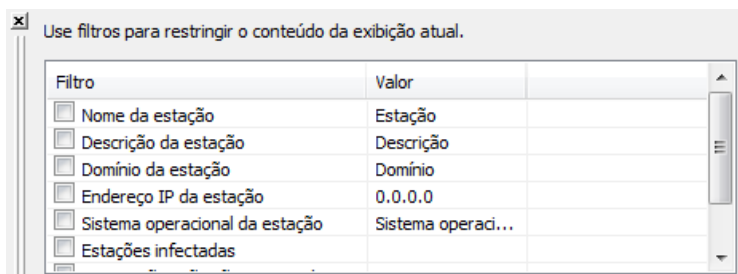 Use filtros para restringir o conteúdo da exibição atual.
Filtro Valor
Nome da estação Estação
Descrição da estação Descrição
Domínio da estação Domínio
Endereço IP da estação 0.0.0.0
Sistema operacional da estação Sistema operaci...
Estações infectadas